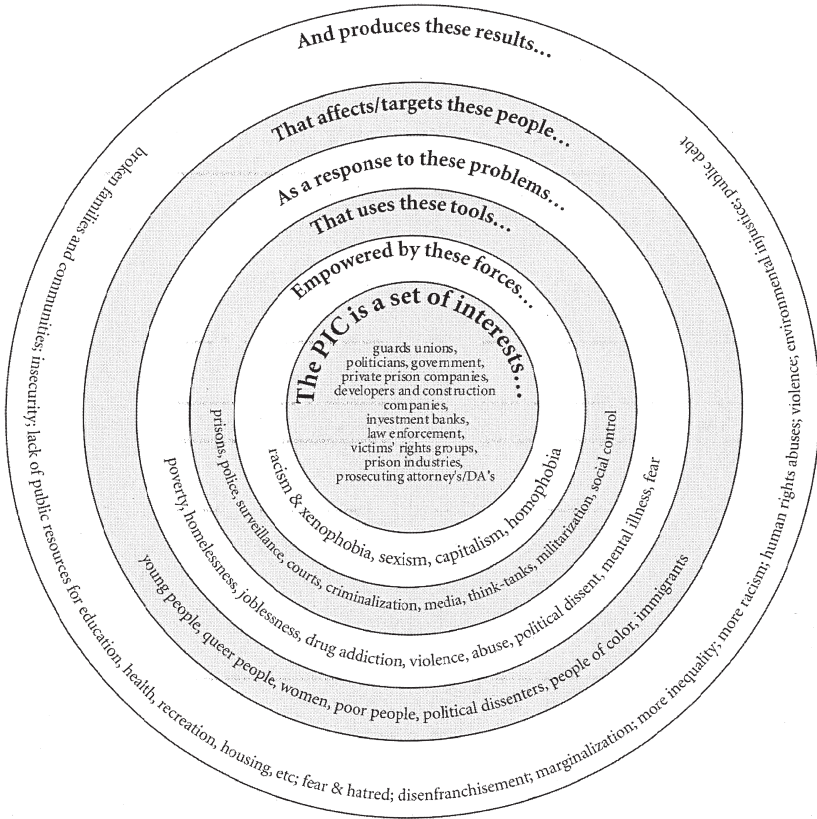 And produces these results...
broken families and communities; insecurity; lack of public resources for education, health, recreation, housing, etc; fear & hatred; disenfranchisement; marginalization; more inequality; more racism; human rights abuses; violence; environmental injustice; public debt
That affects/targets these people...
young people, queer people, women, poor people, political dissenters, people of color, immigrants
As a response to these problems...
poverty, homelessness, joblessness, drug addiction, violence, abuse, political dissent, mental illness, fear
That uses these tools...
prisons, police, surveillance, courts, criminalization, media, think-tanks, militarization, social control
Empowered by these forces...
racism & xenophobia, sexism, capitalism, homophobia
The PIC is a set of interests...
guards unions,
politicians, government,
private prison companies,
developers and construction
companies,
investment banks,
law enforcement,
victims' rights groups,
prison industries,
prosecuting attorney's/DA's